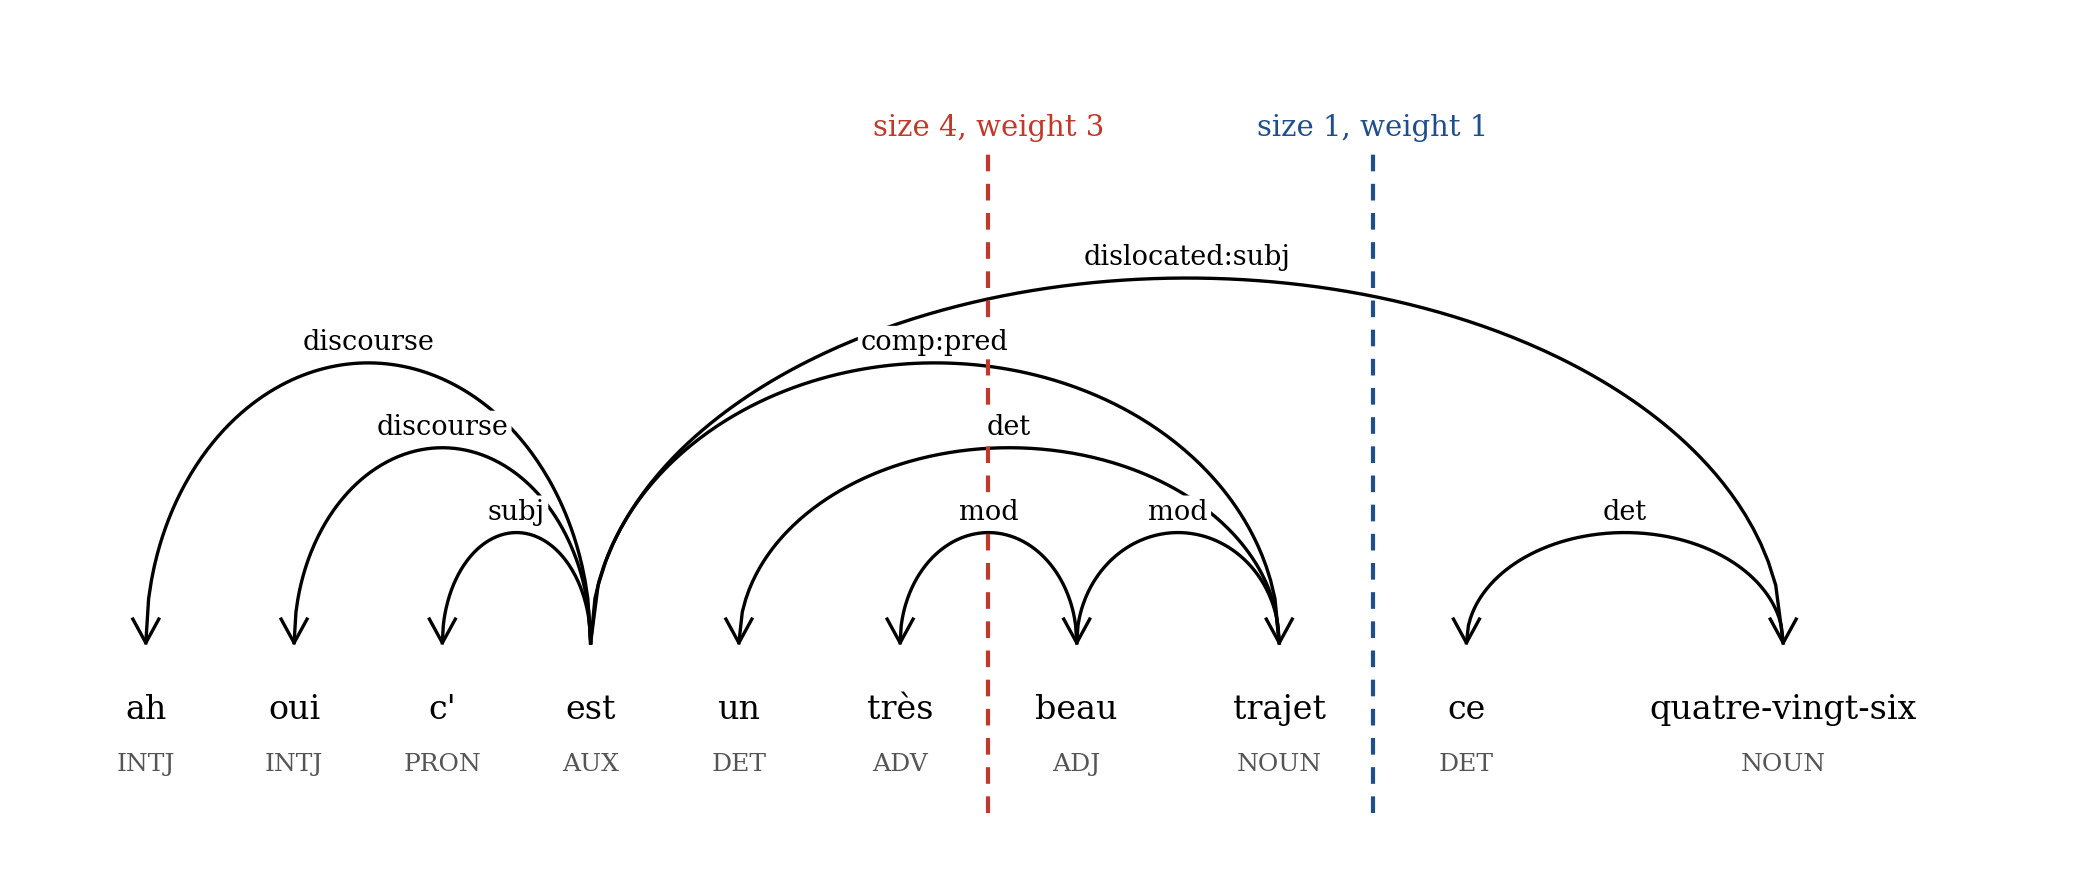 size 4, weight 3 size 1, weight 1
dislocated:subj
discourse comp:pred
discourse det
subj mod mod det
ah oui c' est un très beau trajet ce quatre-vingt-six
INTJ INTJ PRON AUX DET ADV ADJ NOUN DET NOUN